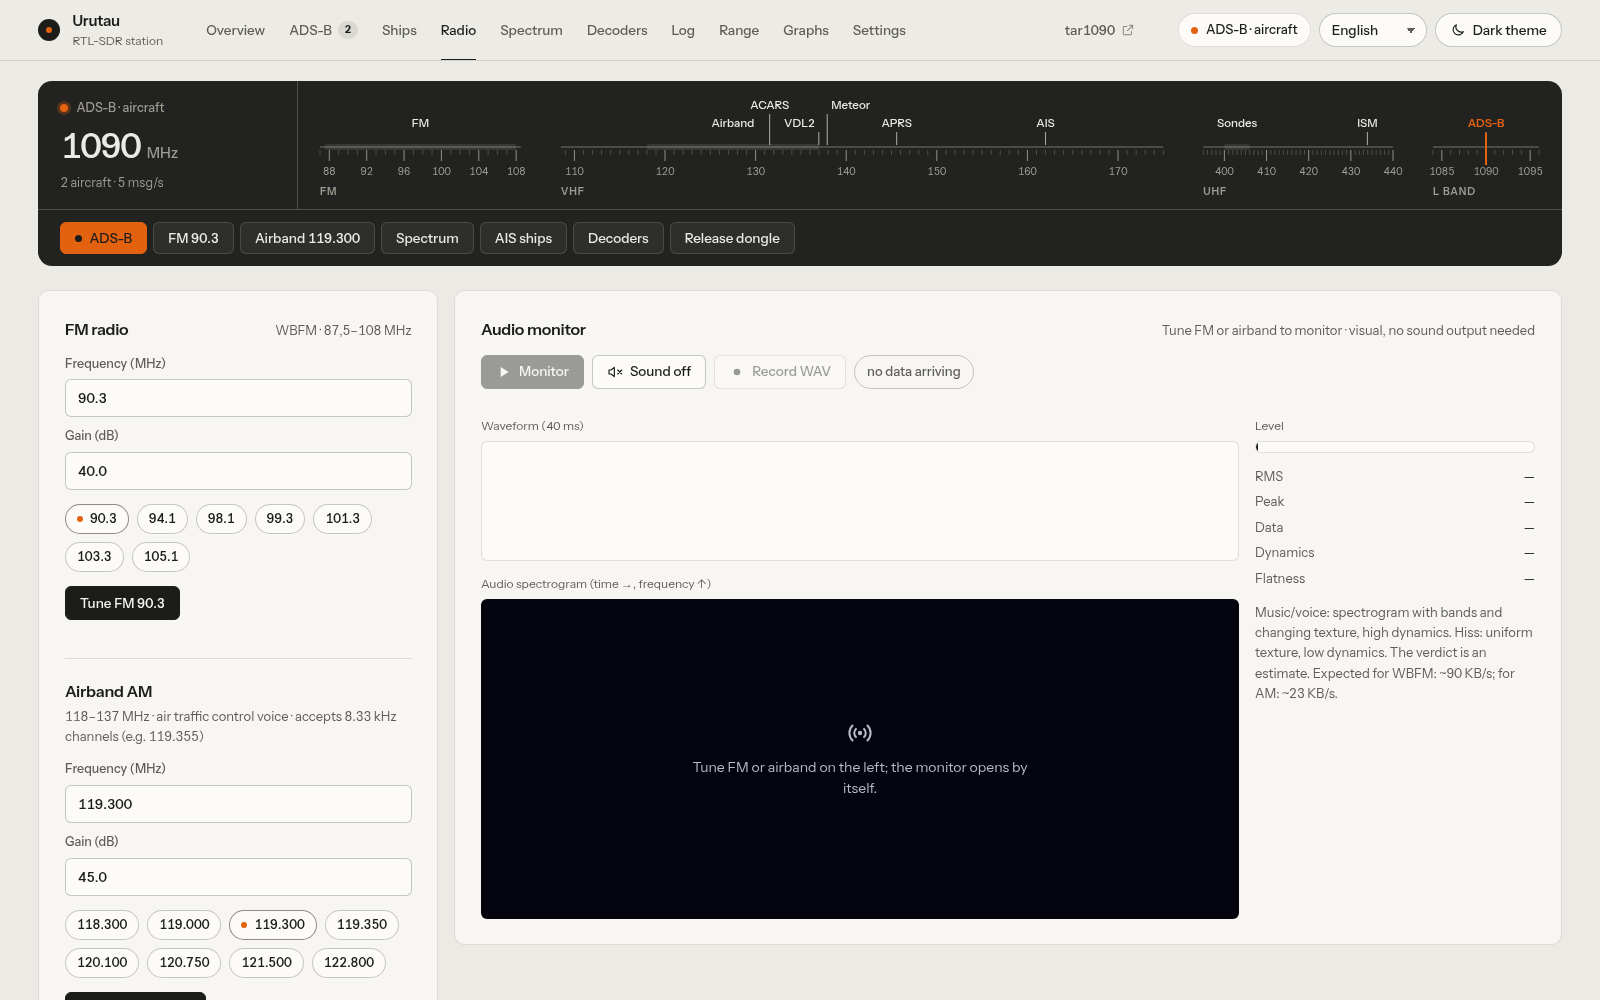 Urutau
RTL-SDR station
Overview
ADS-B 2
Ships
Radio
Spectrum
Decoders
Log
Range
Graphs
Settings
tar1090
ADS-B · aircraft
English
Dark theme
ADS-B · aircraft
1090 MHz
2 aircraft · 5 msg/s
ACARS Meteor
FM Airband VDL2 APRS AIS Sondes ISM ADS-B
88 92 96 100 104 108 110 120 130 140 150 160 170 400 410 420 430 440 1085 1090 1095
FM VHF UHF L BAND
ADS-B
FM 90.3
Airband 119.300
Spectrum
AIS ships
Decoders
Release dongle
FM radio
WBFM · 87,5–108 MHz
Frequency (MHz)
90.3
Gain (dB)
40.0
90.3 94.1 98.1 99.3 101.3
103.3 105.1
Tune FM 90.3
Airband AM
118–137 MHz · air traffic control voice · accepts 8.33 kHz
channels (e.g. 119.355)
Frequency (MHz)
119.300
Gain (dB)
45.0
118.300 119.000 119.300 119.350
120.100 120.750 121.500 122.800
Audio monitor
Tune FM or airband to monitor · visual, no sound output needed
Monitor
Sound off
Record WAV
no data arriving
Waveform (40 ms)
Audio spectrogram (time →, frequency ↑)
Tune FM or airband on the left; the monitor opens by
itself.
Level
RMS —
Peak —
Data —
Dynamics —
Flatness —
Music/voice: spectrogram with bands and
changing texture, high dynamics. Hiss: uniform
texture, low dynamics. The verdict is an
estimate. Expected for WBFM: ~90 KB/s; for
AM: ~23 KB/s.